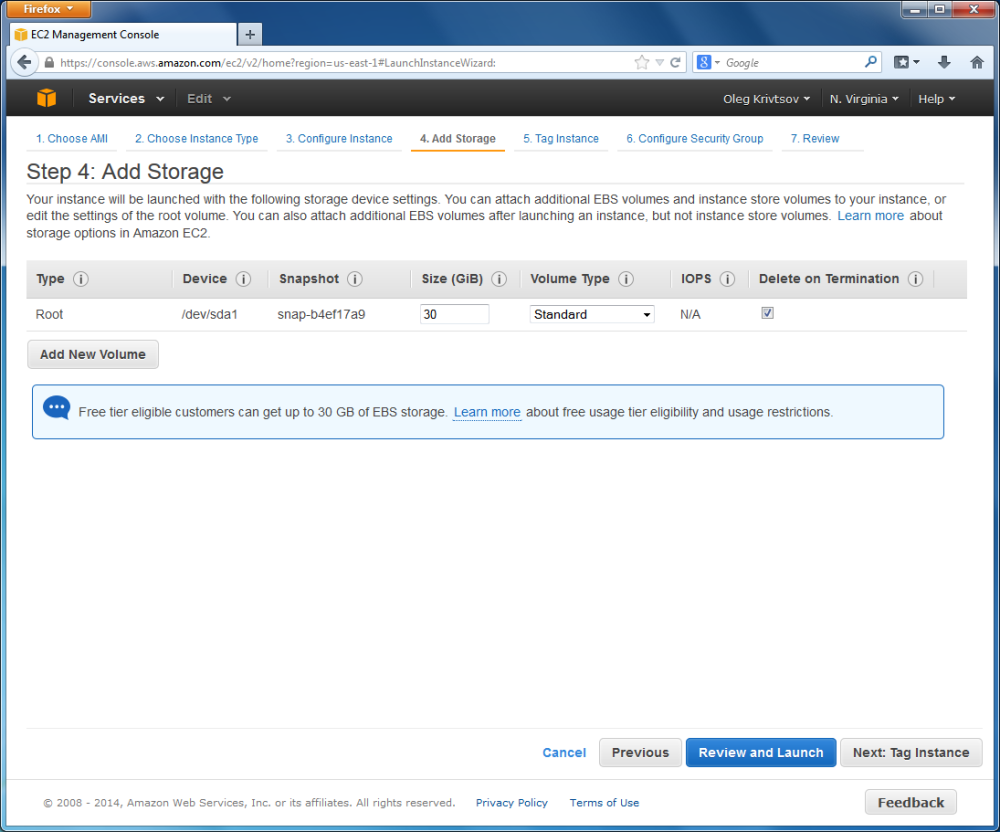 Firefox
EC2 Management Console
https://console.aws.amazon.com/ec2/v2/home?region=us-east-1#LaunchInstanceWizard:
Google
Services Edit Oleg Krivtsov N. Virginia Help
1. Choose AMI 2. Choose Instance Type 3. Configure Instance 4. Add Storage 5. Tag Instance 6. Configure Security Group 7. Review
Step 4: Add Storage
Your instance will be launched with the following storage device settings. You can attach additional EBS volumes and instance store volumes to your instance, or
edit the settings of the root volume. You can also attach additional EBS volumes after launching an instance, but not instance store volumes. Learn more about
storage options in Amazon EC2.
Type Device Snapshot Size (GiB) Volume Type IOPS Delete on Termination
Root /dev/sda1 snap-b4ef17a9 30 Standard N/A
Add New Volume
Free tier eligible customers can get up to 30 GB of EBS storage. Learn more about free usage tier eligibility and usage restrictions.
Cancel Previous Review and Launch Next: Tag Instance
© 2008 - 2014, Amazon Web Services, Inc. or its affiliates. All rights reserved. Privacy Policy Terms of Use Feedback